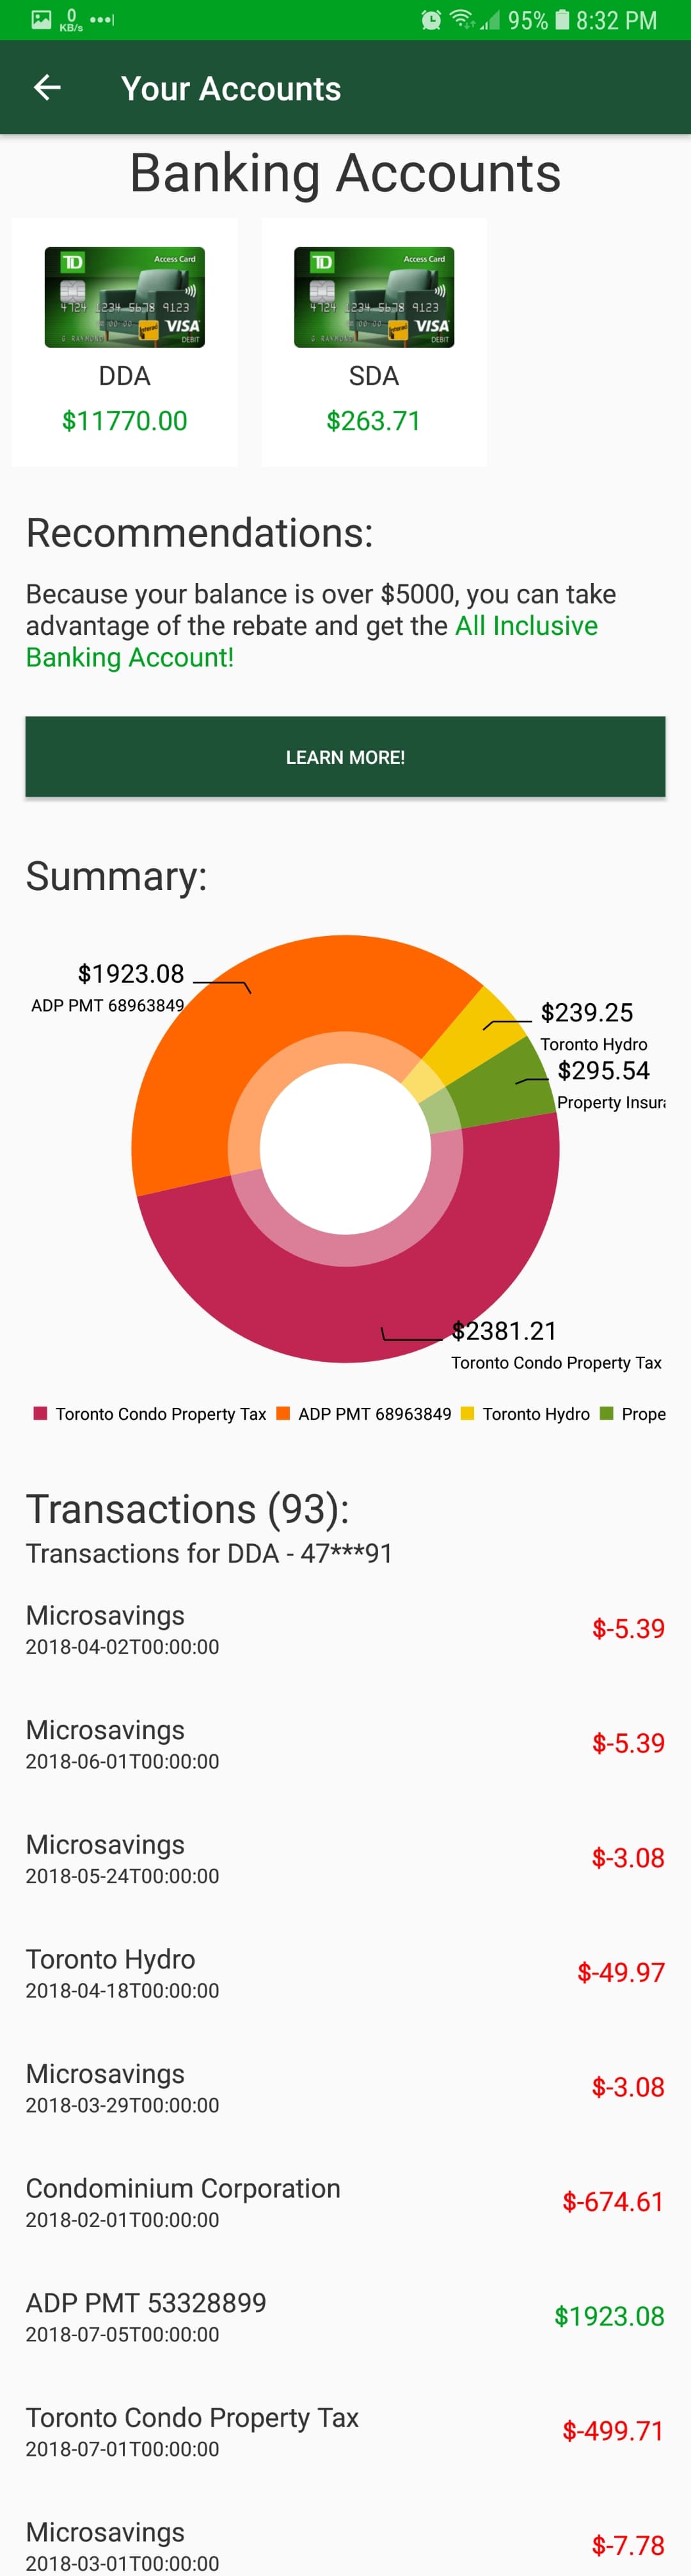 0
KB/s
95% 8:32 PM
Your Accounts
Banking Accounts
TD Access Card
4724 1234 5678 9123
VISA
DEBIT
DDA
$11770.00
TD Access Card
4724 1234 5678 9123
VISA
DEBIT
SDA
$263.71
Recommendations:
Because your balance is over $5000, you can take
advantage of the rebate and get the All Inclusive
Banking Account!
LEARN MORE!
Summary:
$1923.08
ADP PMT 68963849
$239.25
Toronto Hydro
$295.54
Property Insura
$2381.21
Toronto Condo Property Tax
Toronto Condo Property Tax ADP PMT 68963849 Toronto Hydro Prope
Transactions (93):
Transactions for DDA - 47***91
Microsavings
$-5.39
2018-04-02T00:00:00
Microsavings
$-5.39
2018-06-01T00:00:00
Microsavings
$-3.08
2018-05-24T00:00:00
Toronto Hydro
$-49.97
2018-04-18T00:00:00
Microsavings
$-3.08
2018-03-29T00:00:00
Condominium Corporation
$-674.61
2018-02-01T00:00:00
ADP PMT 53328899
$1923.08
2018-07-05T00:00:00
Toronto Condo Property Tax
$-499.71
2018-07-01T00:00:00
Microsavings
$-7.78
2018-03-01T00:00:00